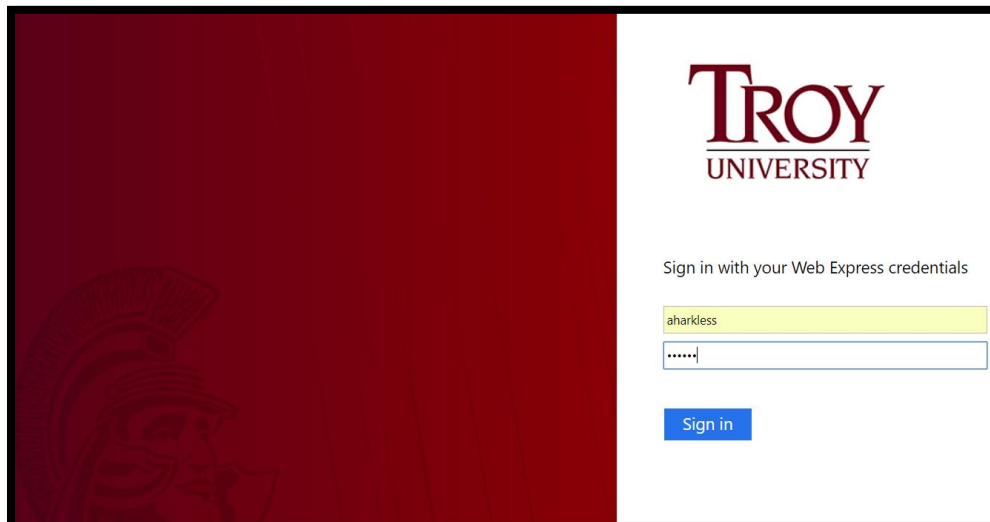 TROY
UNIVERSITY
Sign in with your Web Express credentials
aharkless
••••••
Sign in